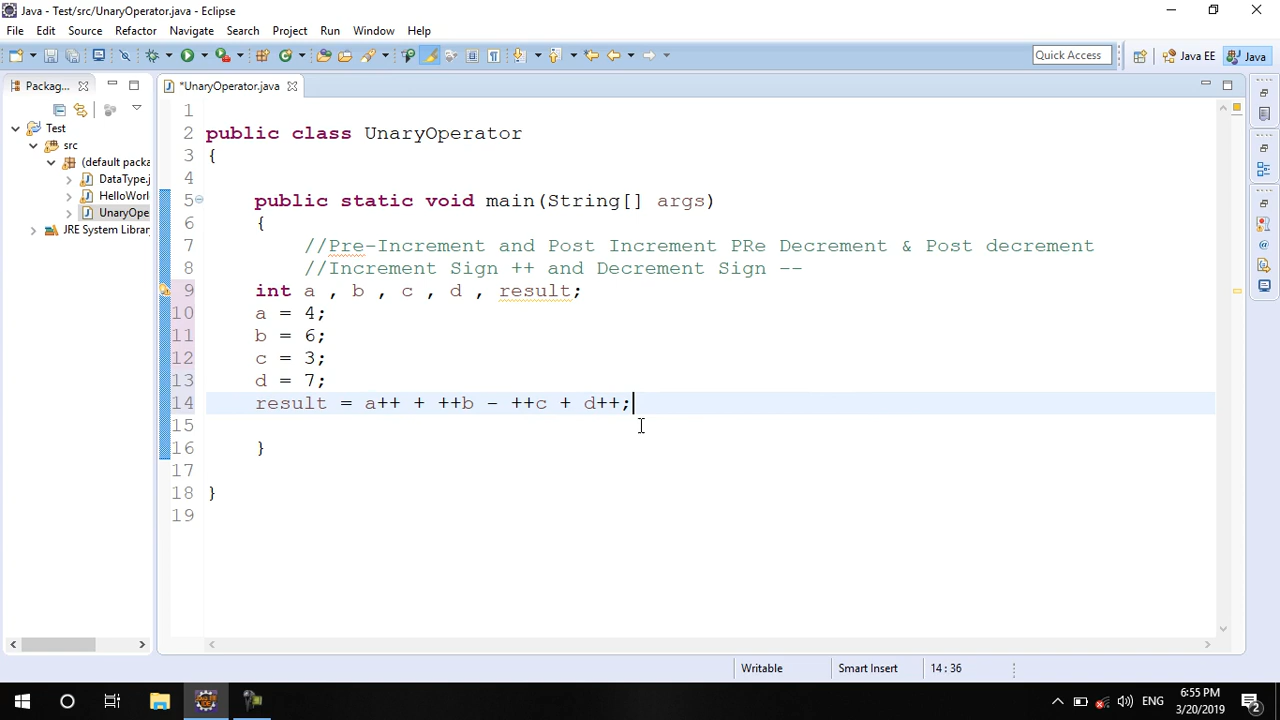 Java - Test/src/UnaryOperator.java - Eclipse
File Edit Source Refactor Navigate Search Project Run Window Help
Quick Access
Java EE
Java
Packag...
*UnaryOperator.java
Test
src
(default packa
DataType.j
HelloWorl
UnaryOpe
JRE System Library
1
2 public class UnaryOperator
3 {
4
5 public static void main(String[] args)
6 {
7 //Pre-Increment and Post Increment PRe Decrement & Post decrement
8 //Increment Sign ++ and Decrement Sign --
9 int a , b , c , d , result;
10 a = 4;
11 b = 6;
12 c = 3;
13 d = 7;
14 result = a++ + ++b - ++c + d++;
15
16 }
17
18 }
19
Writable
Smart Insert
14 : 36
ENG
6:55 PM
3/20/2019
2